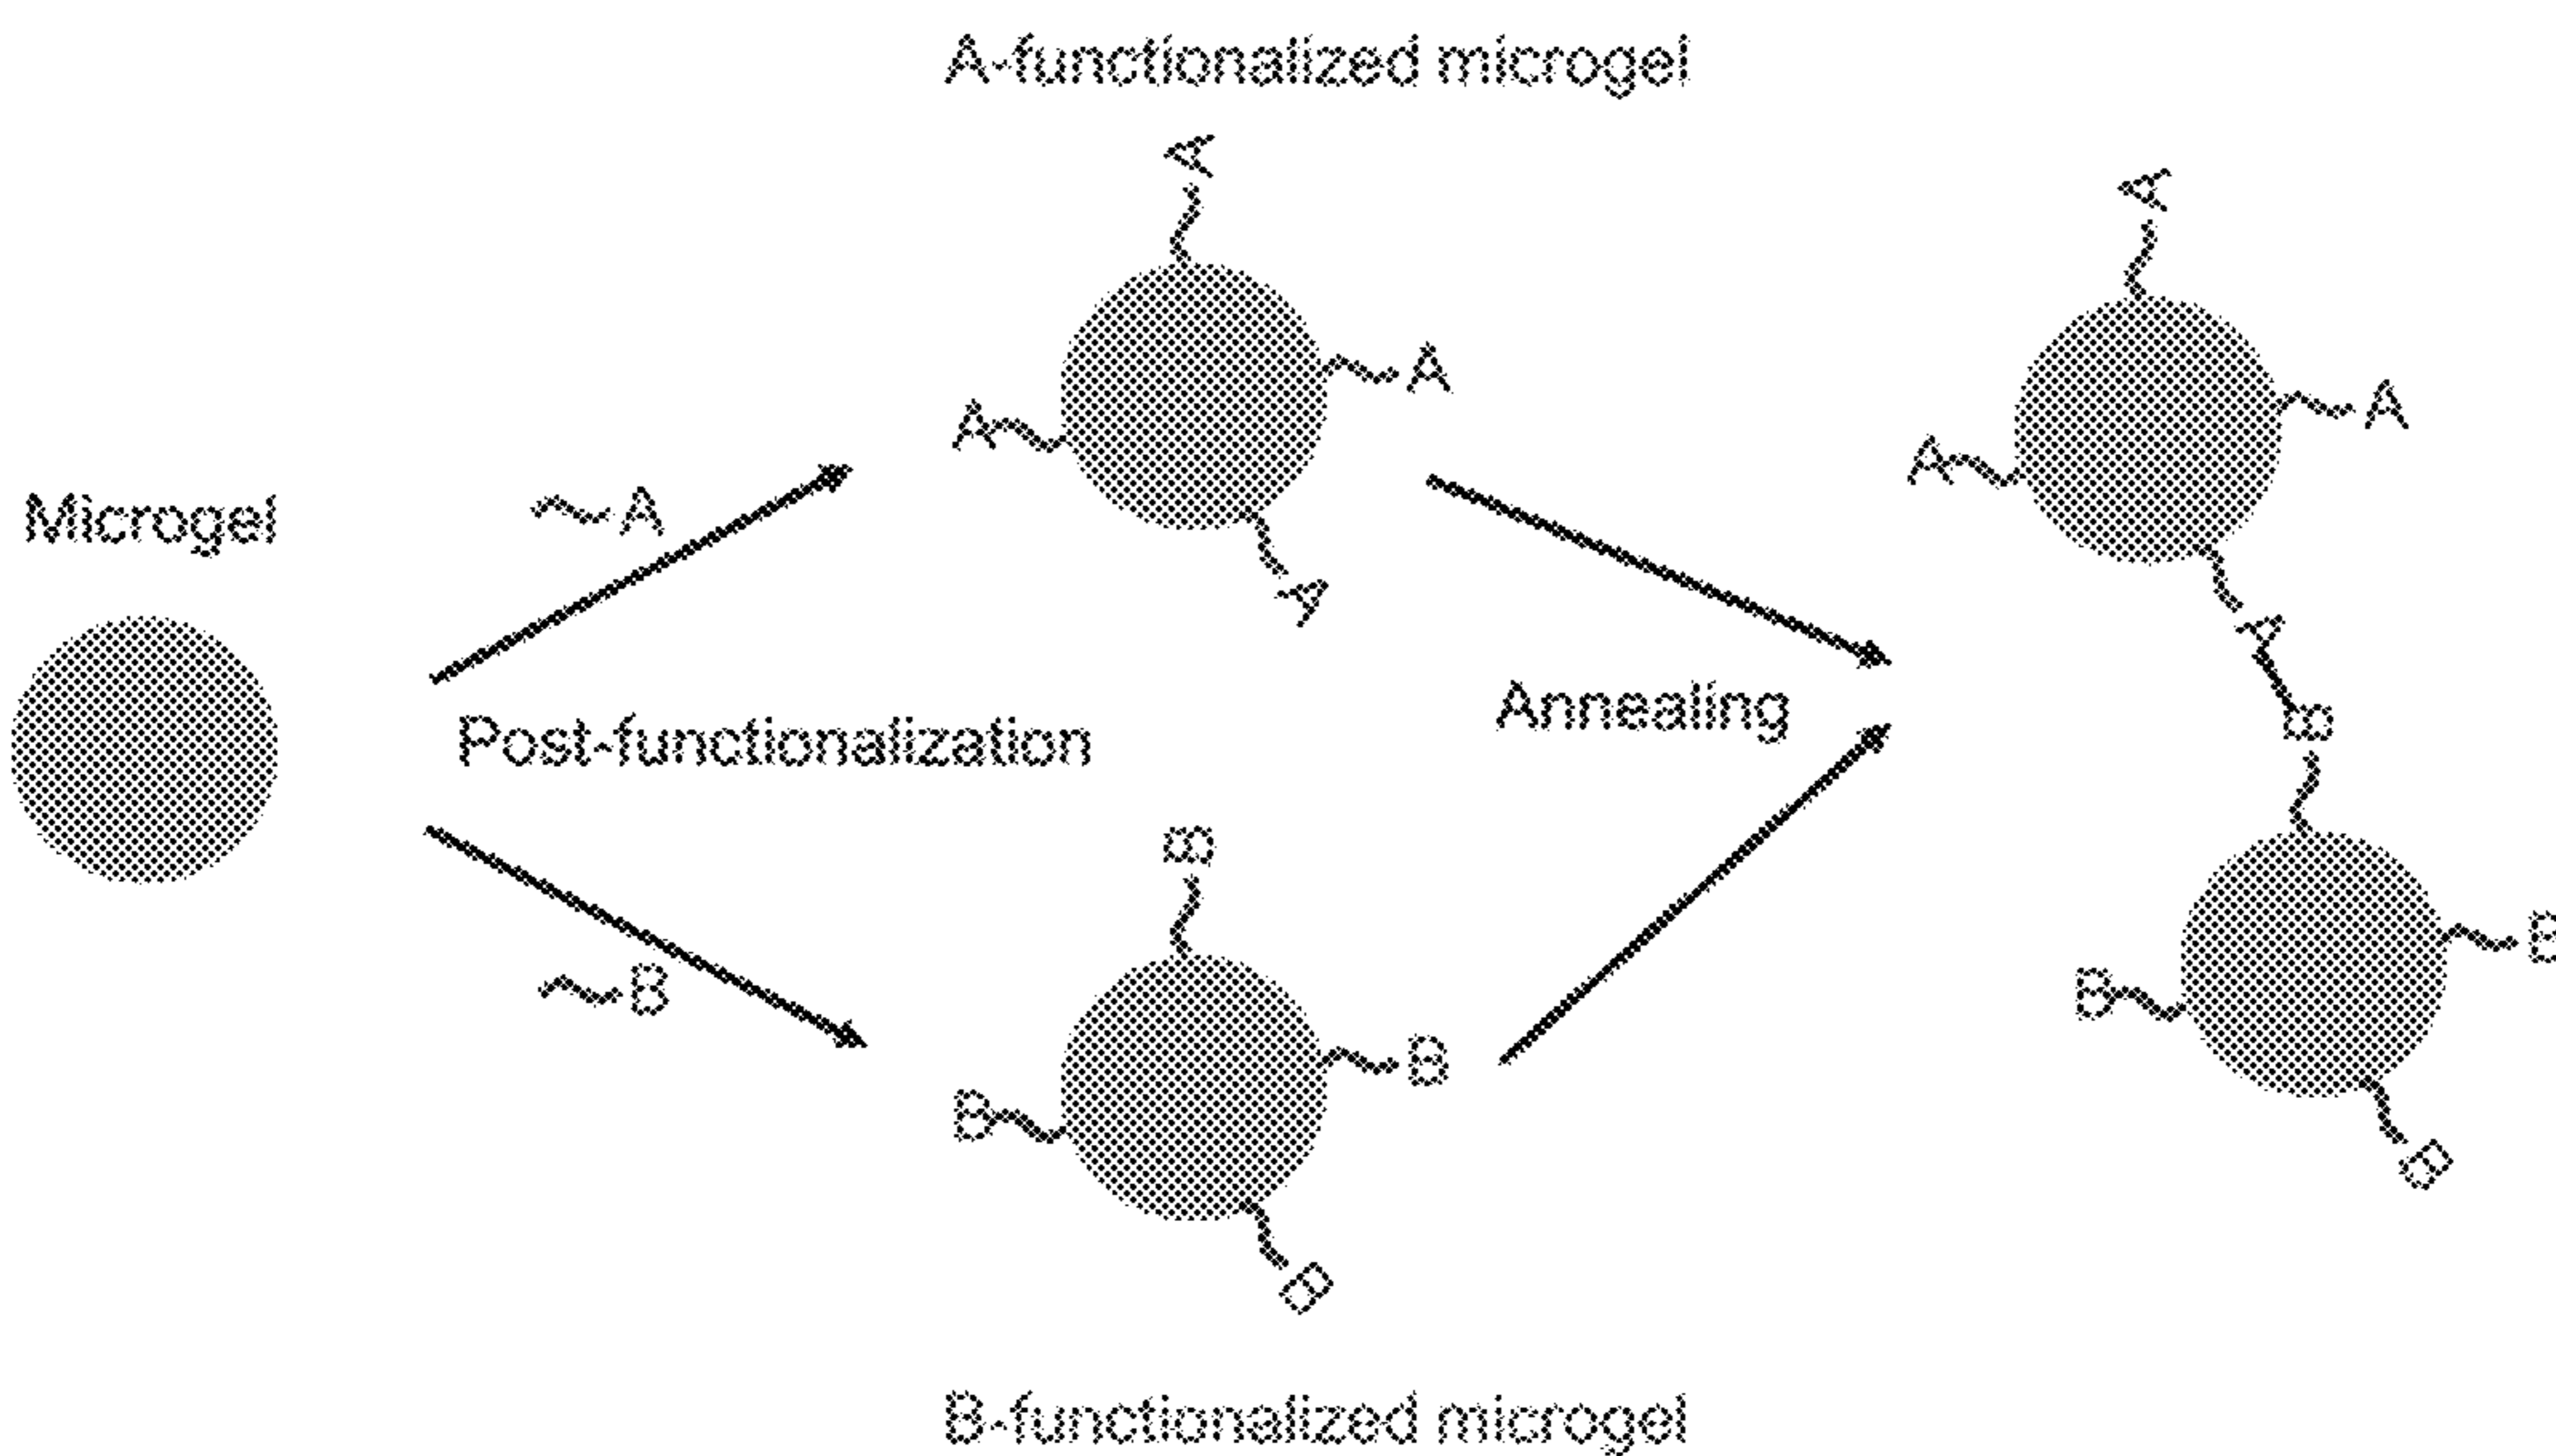 A-functionalized microgel
A
A
A
A
A
A
A
A
B
B
B
B
Microgel
A
Post-functionalization
B
Annealing
B
B
B
B
B-functionalized microgel